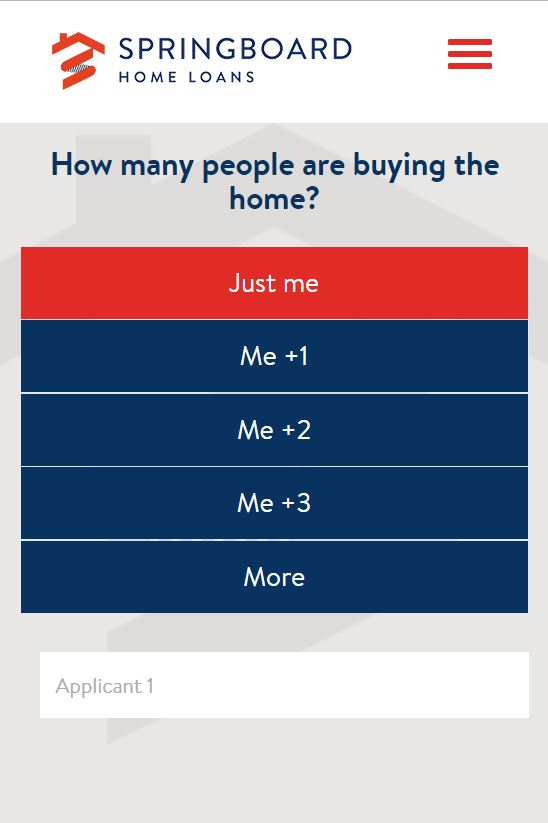 SPRINGBOARD
HOME LOANS
How many people are buying the
home?
Just me
Me +1
Me +2
Me +3
More
Applicant 1